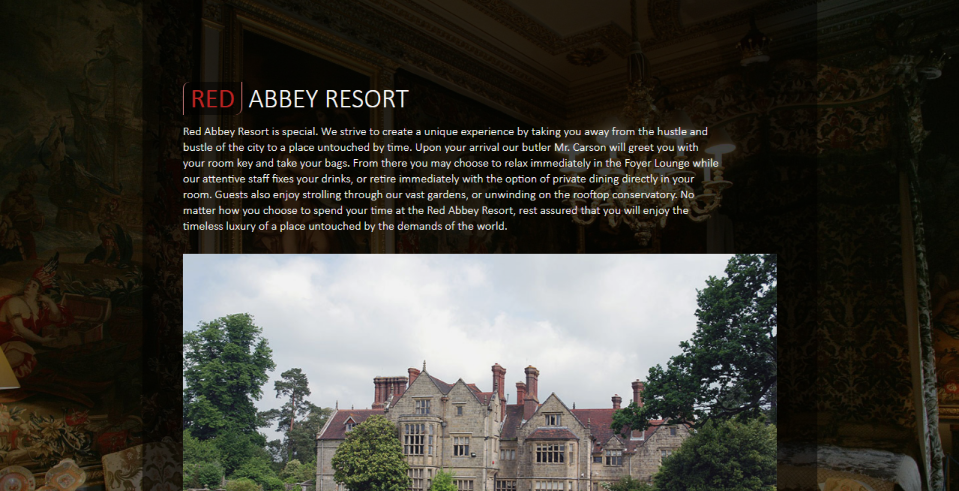 RED ABBEY RESORT
Red Abbey Resort is special. We strive to create a unique experience by taking you away from the hustle and
bustle of the city to a place untouched by time. Upon your arrival our butler Mr. Carson will greet you with
your room key and take your bags. From there you may choose to relax immediately in the Foyer Lounge while
our attentive staff fixes your drinks, or retire immediately with the option of private dining directly in your
room. Guests also enjoy strolling through our vast gardens, or unwinding on the rooftop conservatory. No
matter how you choose to spend your time at the Red Abbey Resort, rest assured that you will enjoy the
timeless luxury of a place untouched by the demands of the world.